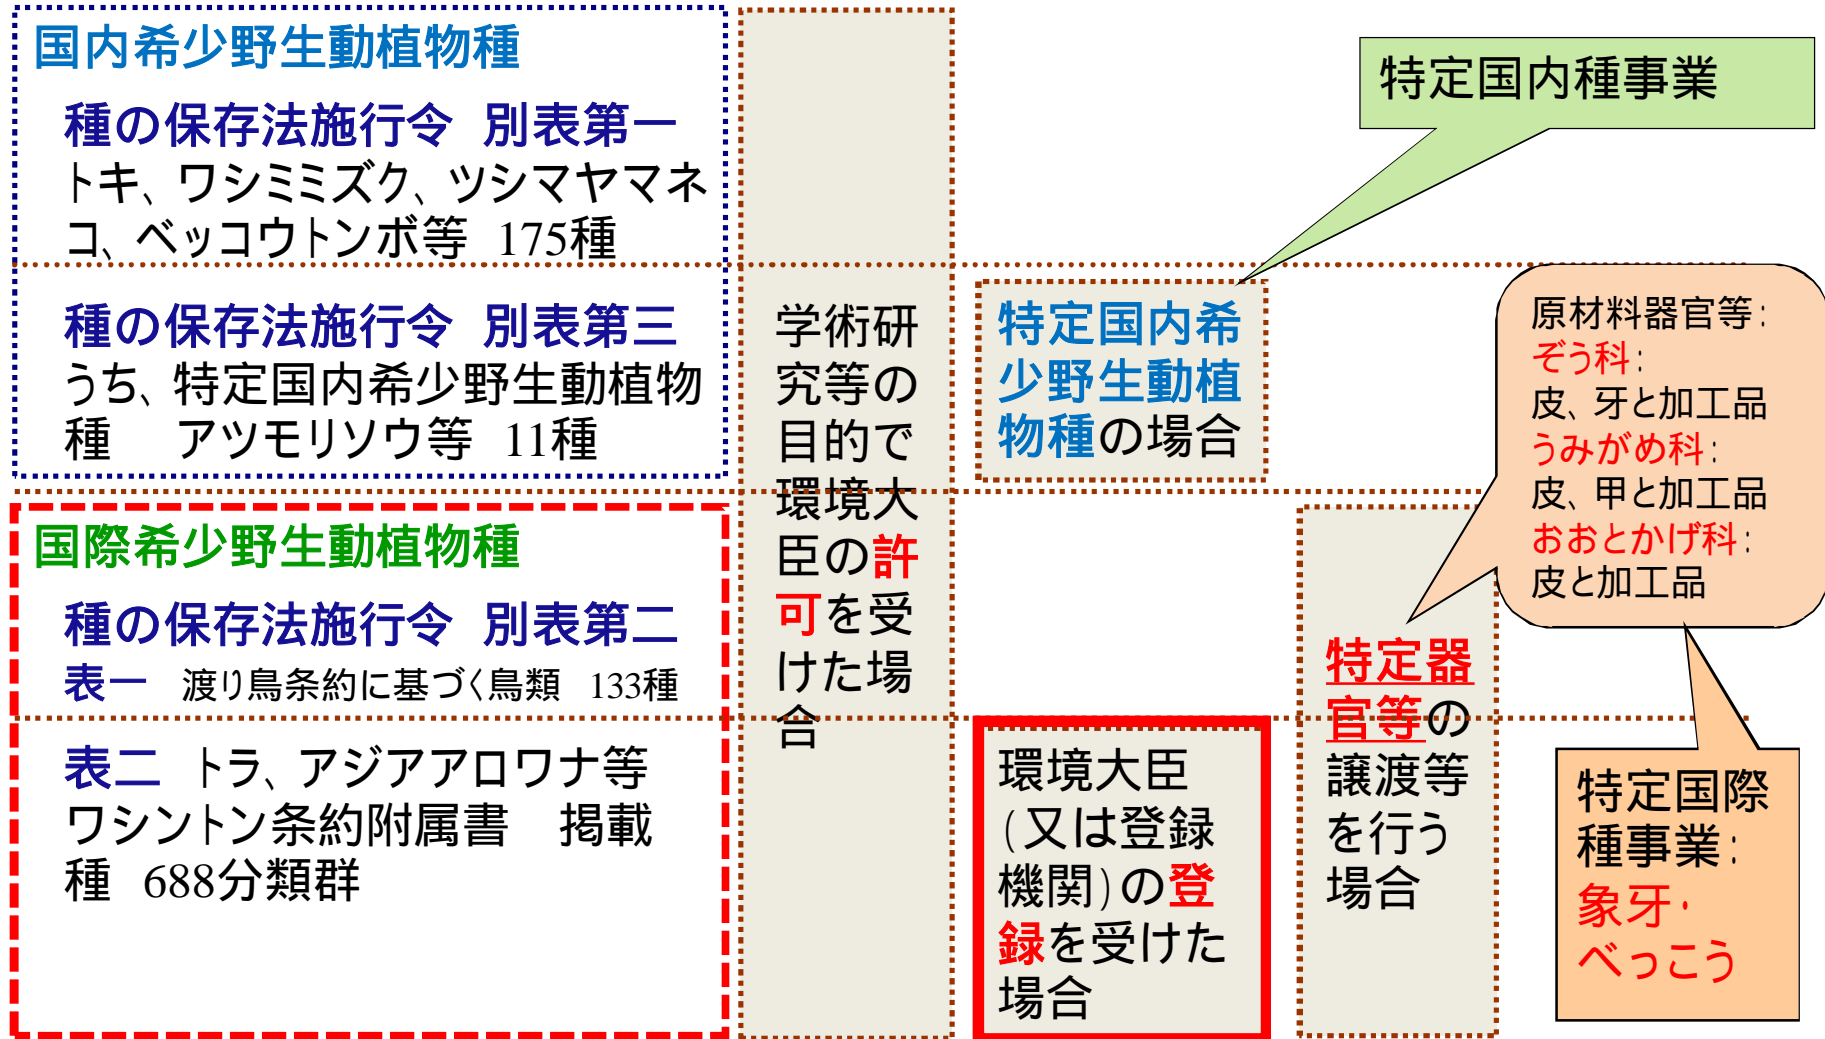 国内希少野生動植物種
種の保存法施行令 別表第一
トキ、ワシミミズク、ツシマヤマネ
コ、ベッコウトンボ等 175種
種の保存法施行令 別表第三
うち、特定国内希少野生動植物
種 アツモリソウ等 11種
国際希少野生動植物種
種の保存法施行令 別表第二
表一 渡り鳥条約に基づく鳥類 133種
表二 トラ、アジアアロワナ等
ワシントン条約附属書 掲載
種 688分類群
学術研
究等の
目的で
環境大
臣の許
可を受
けた場
合
特定国内希
少野生動植
物種の場合
環境大臣
(又は登録
機関)の登
録を受けた
場合
特定器
官等の
譲渡等
を行う
場合
特定国内種事業
原材料器官等:
ぞう科:
皮、牙と加工品
うみがめ科:
皮、甲と加工品
おおとかげ科:
皮と加工品
特定国際
種事業:
象牙・
べっこう